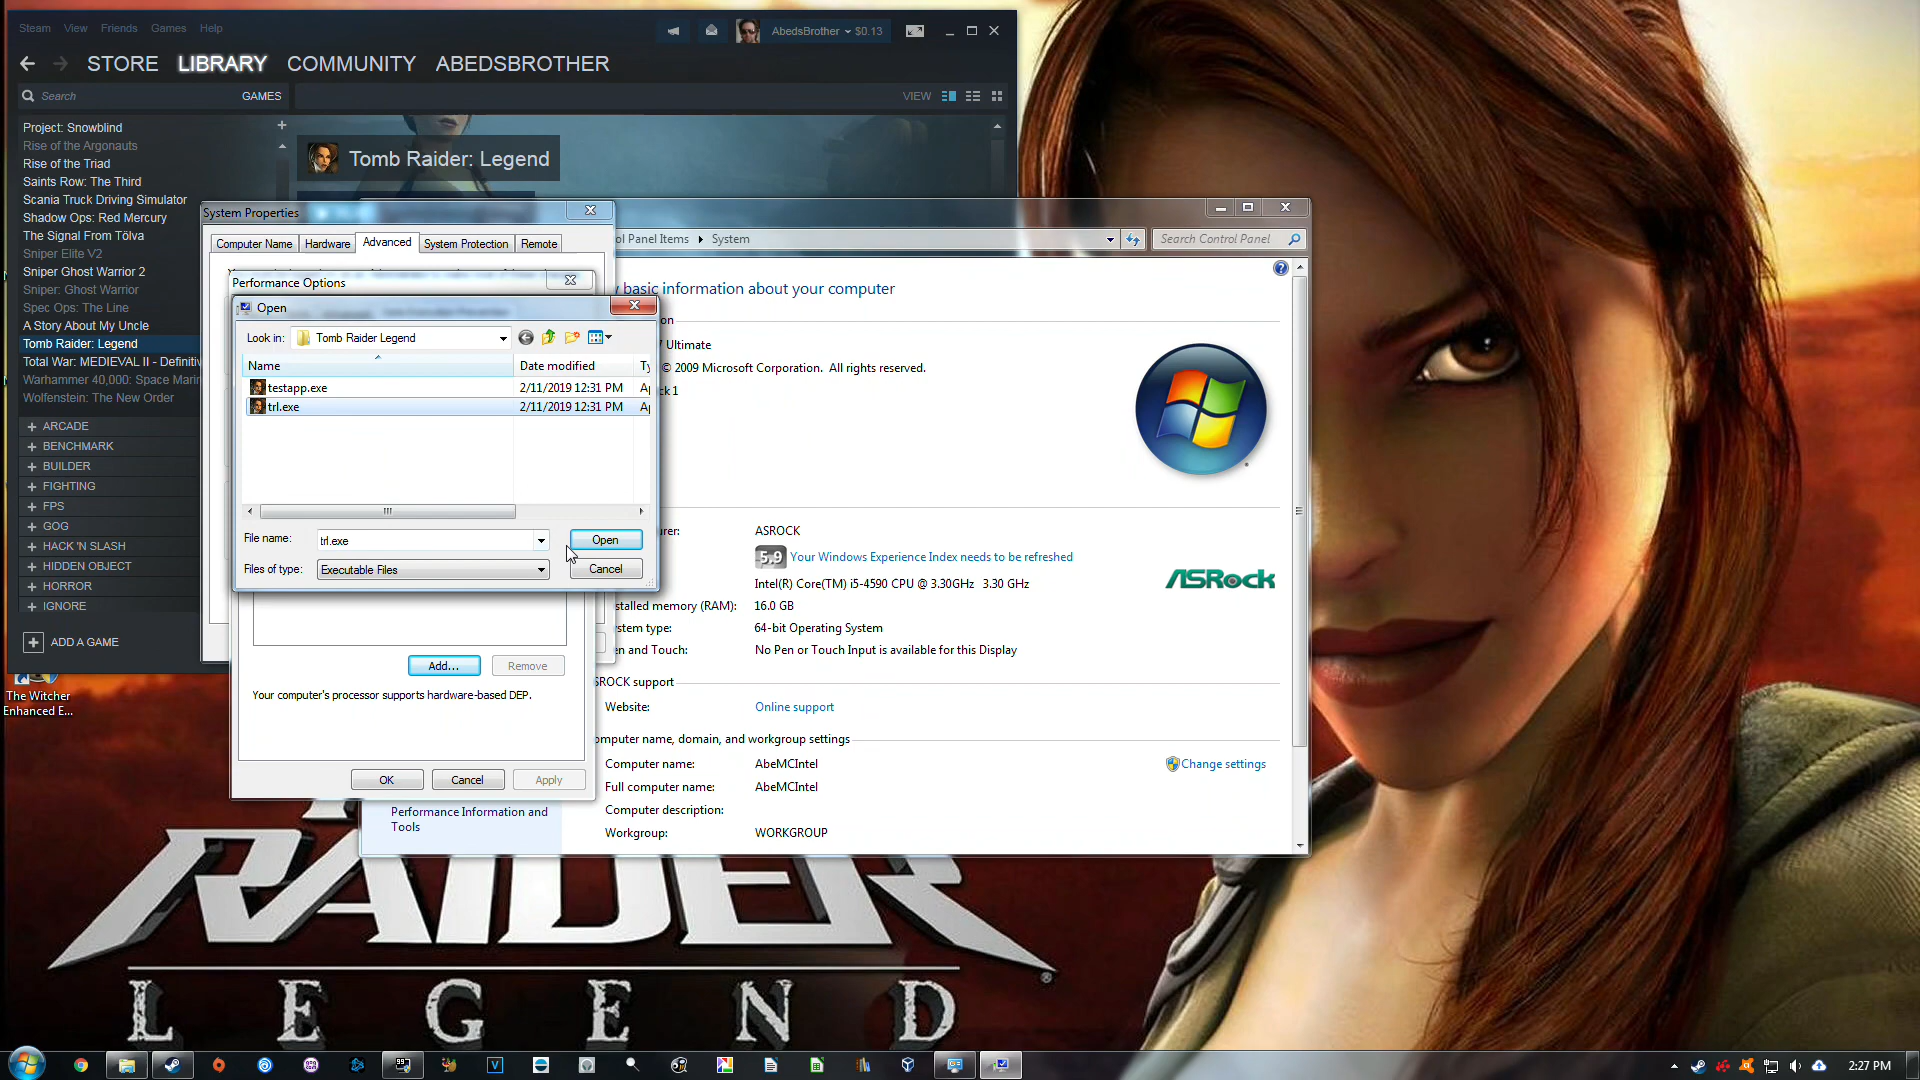 Steam View Friends Games Help
AbedsBrother $0.13
STORE LIBRARY COMMUNITY ABEDSBROTHER
Search GAMES VIEW
Project: Snowblind
Rise of the Argonauts
Rise of the Triad
Saints Row: The Third
Scania Truck Driving Simulator
Shadow Ops: Red Mercury
The Signal From Tölva
Sniper Elite V2
Sniper Ghost Warrior 2
Sniper: Ghost Warrior
Spec Ops: The Line
A Story About My Uncle
Tomb Raider: Legend
Total War: MEDIEVAL II - Definitiv
Warhammer 40,000: Space Marin
Wolfenstein: The New Order
ARCADE
BENCHMARK
BUILDER
FIGHTING
FPS
GOG
HACK 'N SLASH
HIDDEN OBJECT
HORROR
IGNORE
ADD A GAME
Tomb Raider: Legend
System Properties
Computer Name Hardware Advanced System Protection Remote
Performance Options
Open
Look in: Tomb Raider Legend
Name Date modified Ty
testapp.exe 2/11/2019 12:31 PM
trl.exe 2/11/2019 12:31 PM
File name: trl.exe Open
Files of type: Executable Files Cancel
Add... Remove
Your computer's processor supports hardware-based DEP.
OK Cancel Apply
Performance Information and
Tools
ol Panel Items System Search Control Panel
basic information about your computer
on
7 Ultimate
© 2009 Microsoft Corporation. All rights reserved.
ck 1
urer: ASROCK
5.9 Your Windows Experience Index needs to be refreshed
Intel(R) Core(TM) i5-4590 CPU @ 3.30GHz 3.30 GHz
stalled memory (RAM): 16.0 GB
stem type: 64-bit Operating System
en and Touch: No Pen or Touch Input is available for this Display
ASRock
SROCK support
Website: Online support
omputer name, domain, and workgroup settings
Computer name: AbeMCIntel Change settings
Full computer name: AbeMCIntel
Computer description:
Workgroup: WORKGROUP
The Witcher
Enhanced E...
RAIDER
LEGEND
2:27 PM